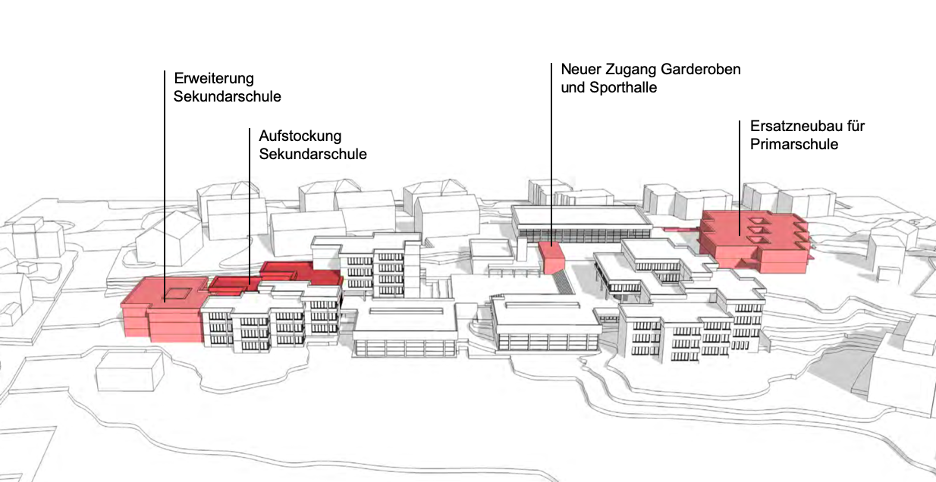 Erweiterung
Sekundarschule
Aufstockung
Sekundarschule
Neuer Zugang Garderoben
und Sporthalle
Ersatzneubau für
Primarschule